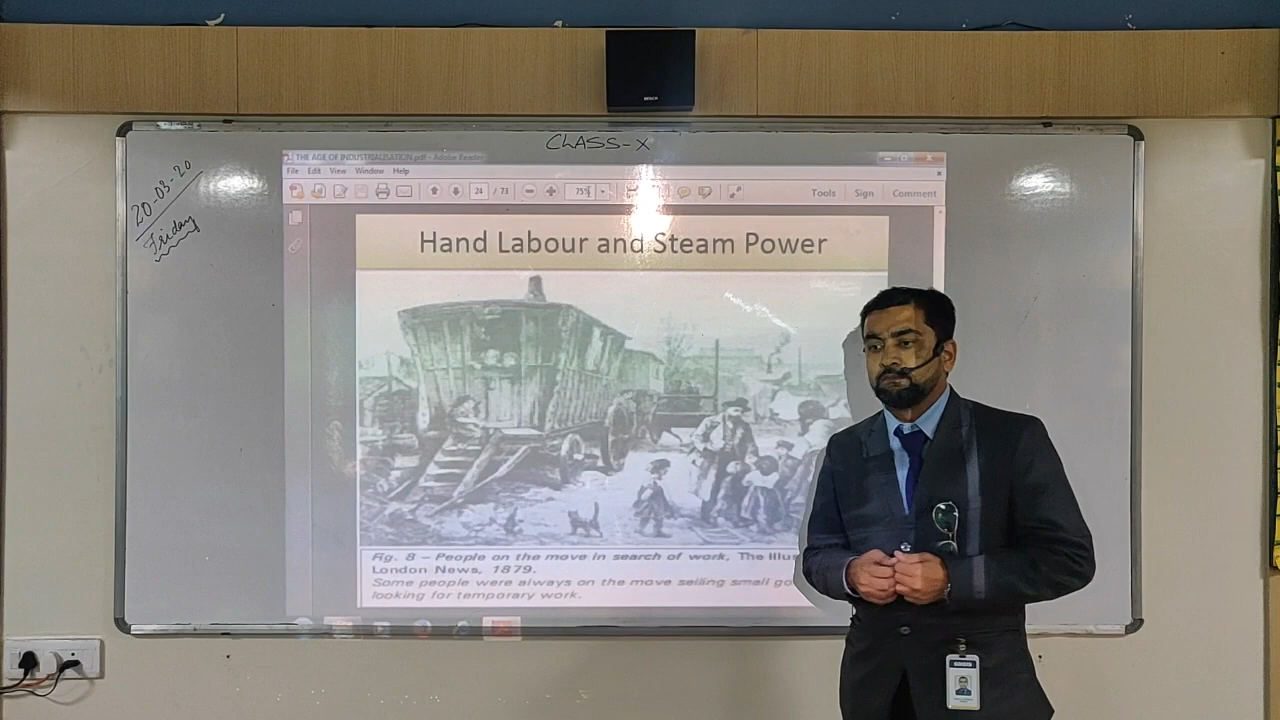 CLASS-X
20-03-20
Friday
THE AGE OF INDUSTRIALISATION.pdf - Adobe Reader
File Edit View Window Help
24 / 73 75% Tools Sign Comment
Hand Labour and Steam Power
Fig. 8 – People on the move in search of work, The Illus
London News, 1879.
Some people were always on the move selling small go
looking for temporary work.